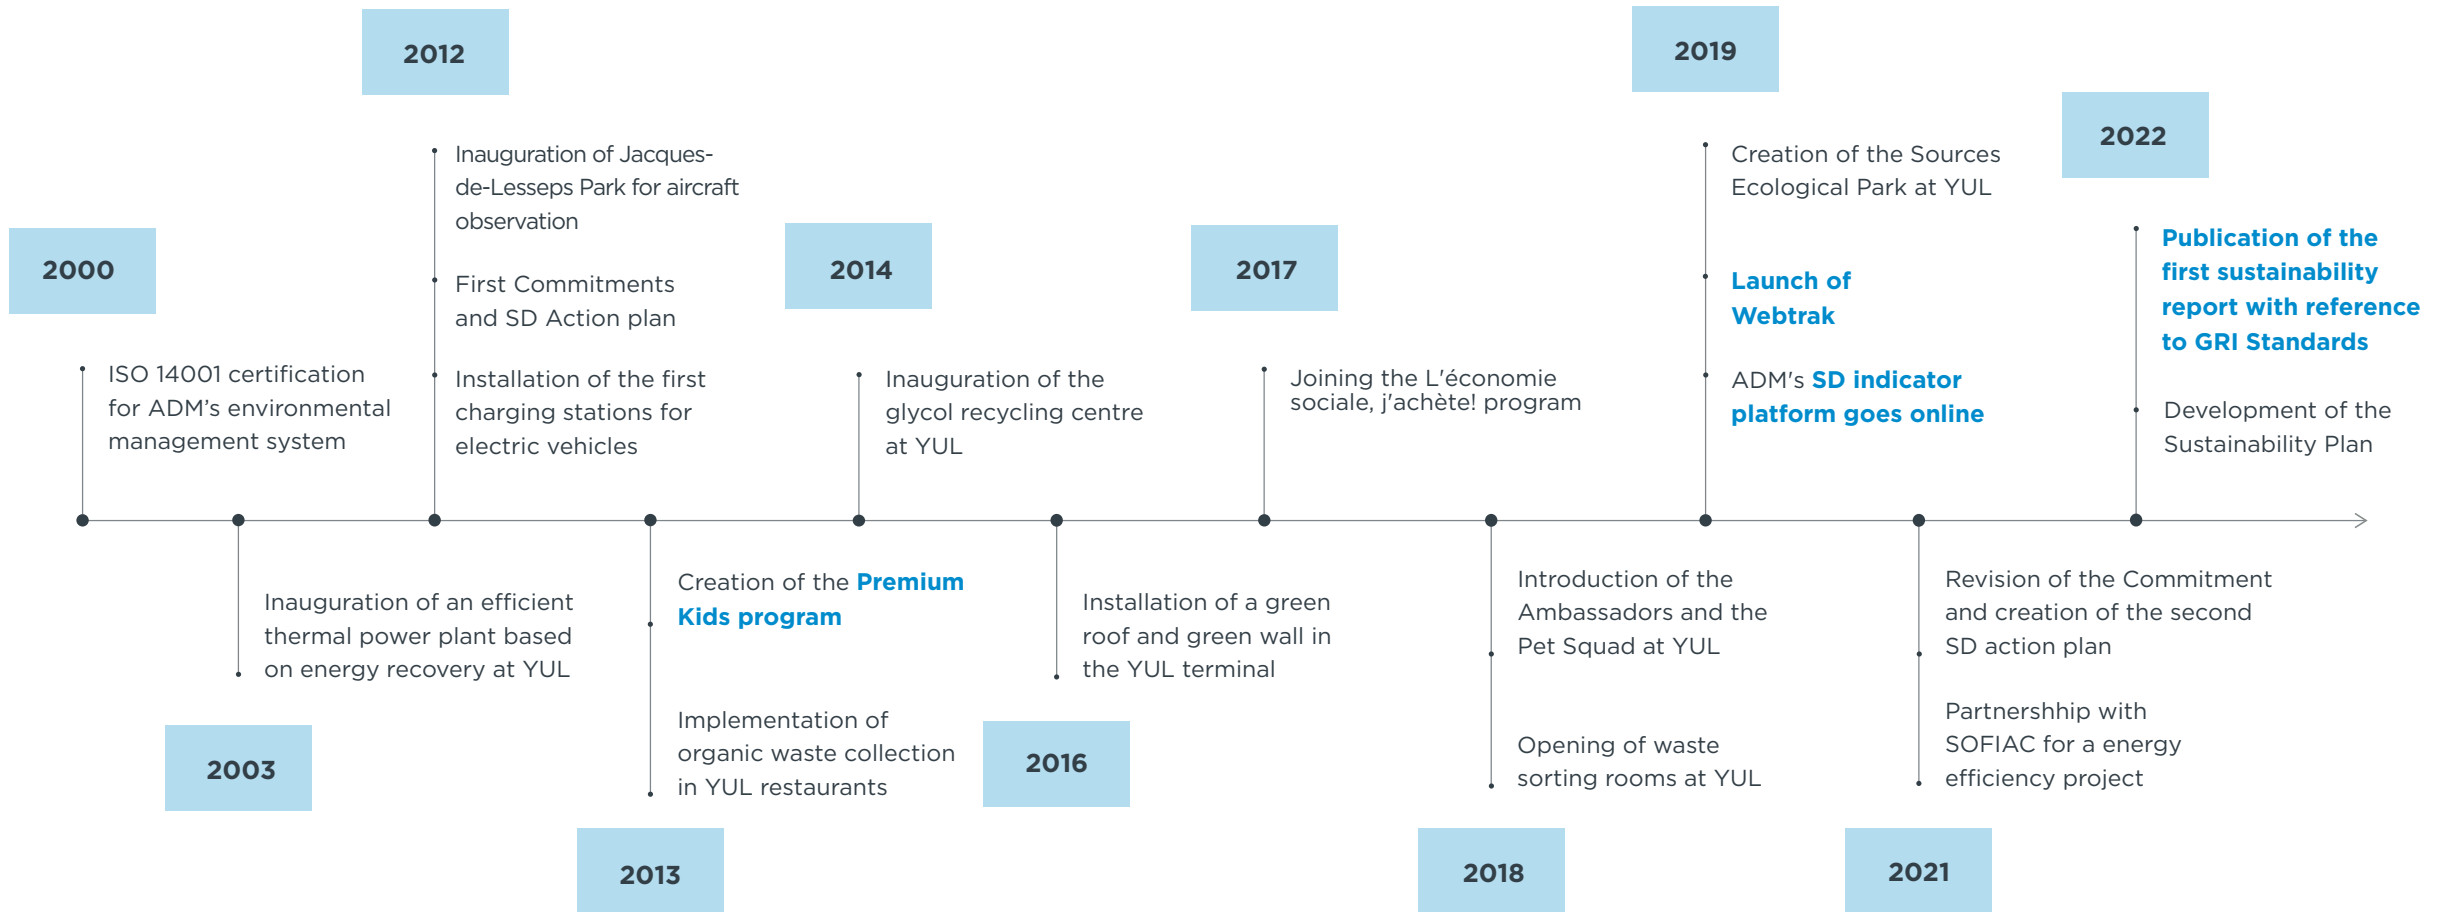 2000
ISO 14001 certification
for ADM’s environmental
management system
2003
Inauguration of an efficient
thermal power plant based
on energy recovery at YUL
2012
Inauguration of Jacques-
de-Lesseps Park for aircraft
observation
First Commitments
and SD Action plan
Installation of the first
charging stations for
electric vehicles
2013
Creation of the Premium
Kids program
Implementation of
organic waste collection
in YUL restaurants
2014
Inauguration of the
glycol recycling centre
at YUL
2016
Installation of a green
roof and green wall in
the YUL terminal
2017
Joining the L'économie
sociale, j'achète! program
2018
Introduction of the
Ambassadors and the
Pet Squad at YUL
Opening of waste
sorting rooms at YUL
2019
Creation of the Sources
Ecological Park at YUL
Launch of
Webtrak
ADM's SD indicator
platform goes online
2021
Revision of the Commitment
and creation of the second
SD action plan
Partnershhip with
SOFIAC for a energy
efficiency project
2022
Publication of the
first sustainability
report with reference
to GRI Standards
Development of the
Sustainability Plan